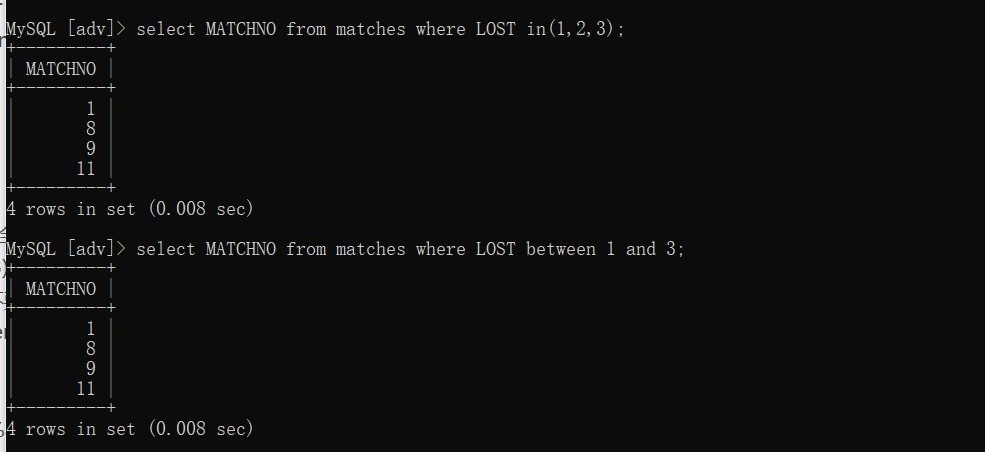 MySQL [adv]> select MATCHNO from matches where LOST in(1,2,3);
+---------+
| MATCHNO |
+---------+
|       1 |
|       8 |
|       9 |
|      11 |
+---------+
4 rows in set (0.008 sec)
MySQL [adv]> select MATCHNO from matches where LOST between 1 and 3;
+---------+
| MATCHNO |
+---------+
|       1 |
|       8 |
|       9 |
|      11 |
+---------+
4 rows in set (0.008 sec)